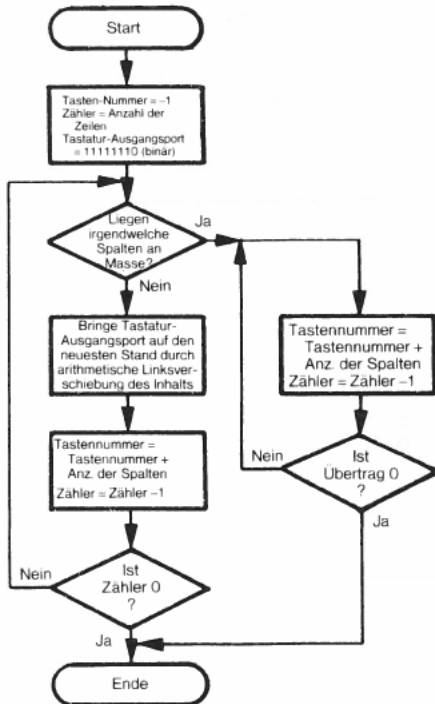 Start
Tasten-Nummer = -1
Zähler = Anzahl der
Zeilen
Tastatur-Ausgangsport
= 11111110 (binär)
Liegen
irgendwelche
Spalten an
Masse?
Ja
Nein
Bringe Tastatur-
Ausgangsport auf den
neuesten Stand durch
arithmetische Linksver-
schiebung des Inhalts
Tastennummer =
Tastennummer +
Anz. der Spalten
Zähler = Zähler -1
Ist
Zähler 0
?
Nein
Ja
Tastennummer =
Tastennummer +
Anz. der Spalten
Zähler = Zähler -1
Ist
Übertrag 0
?
Nein
Ja
Ende